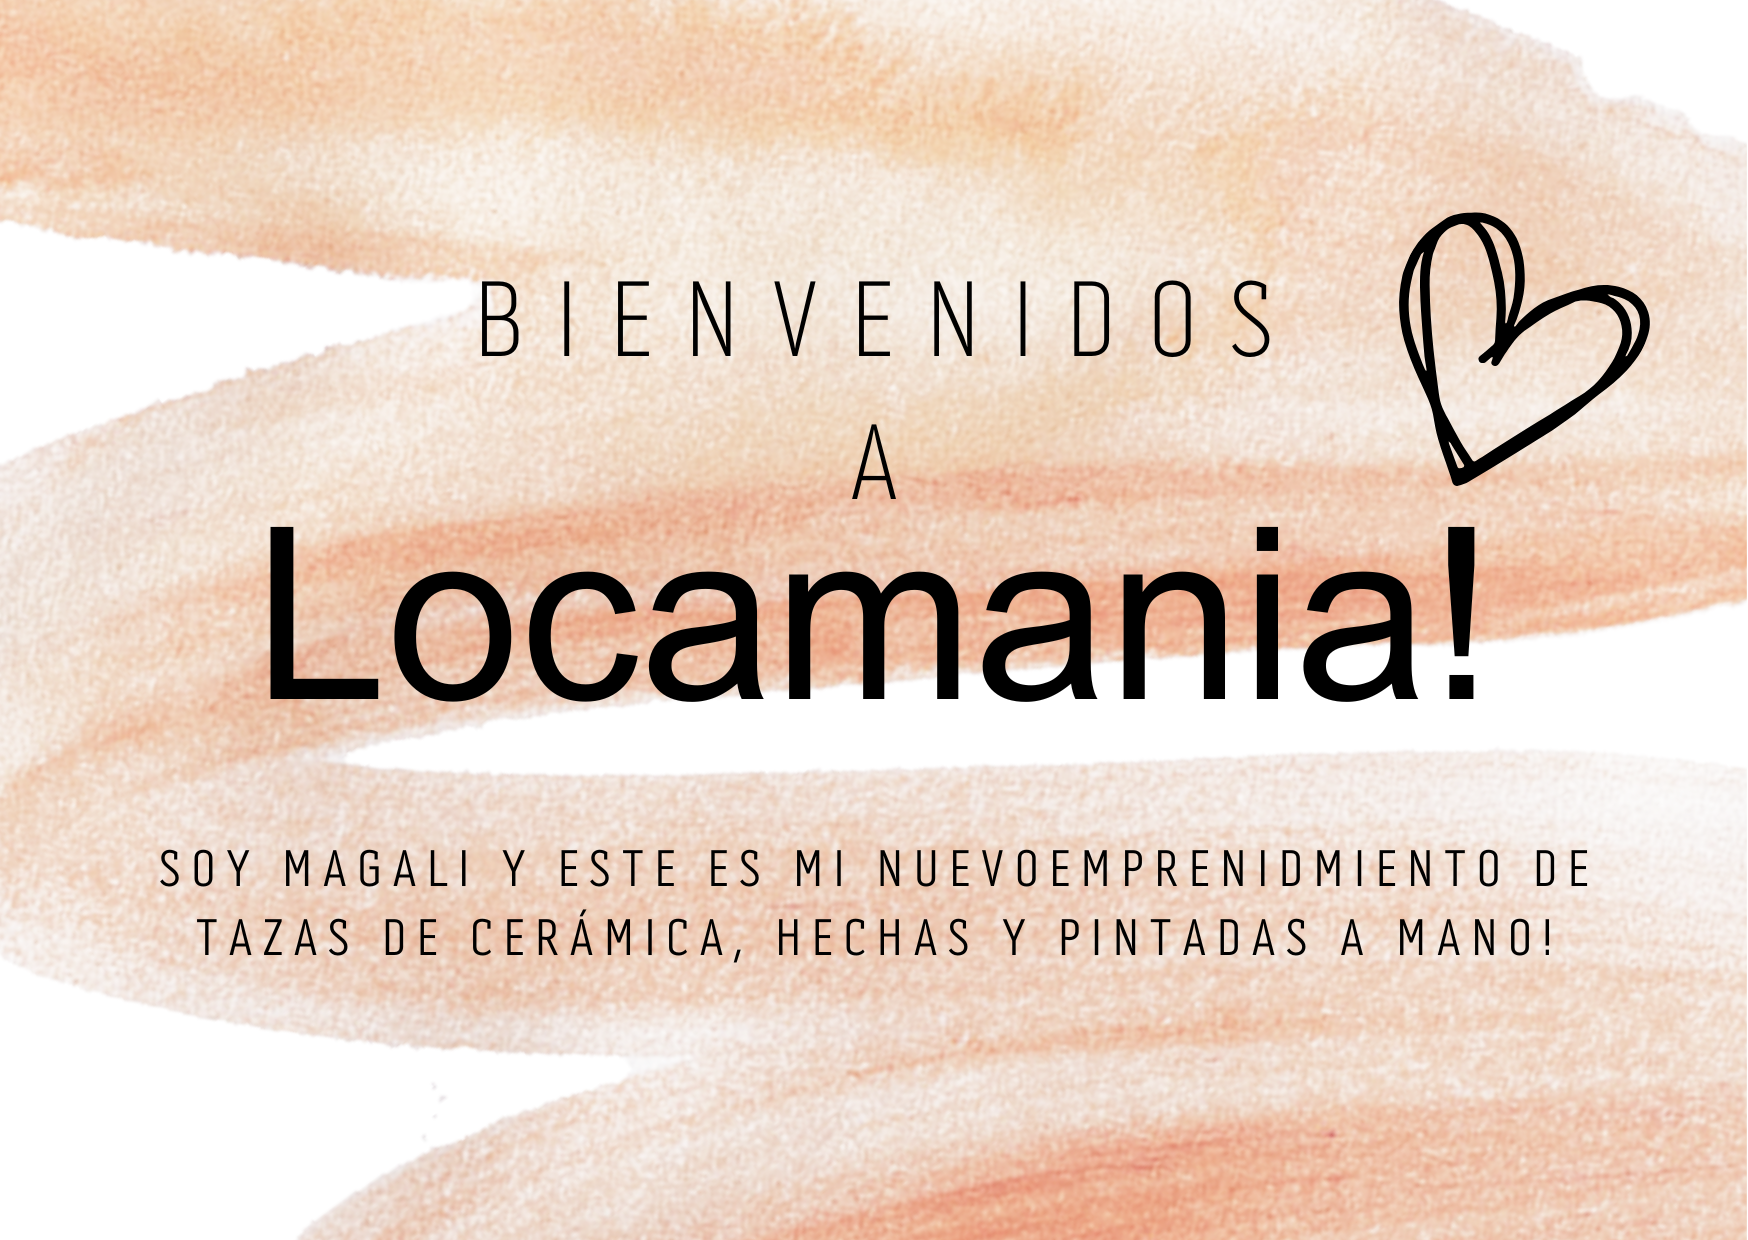 BIENVENIDOS
A
Locamania!
SOY MAGALI Y ESTE ES MI NUEVOEMPRENIDMIENTO DE
TAZAS DE CERÁMICA, HECHAS Y PINTADAS A MANO!